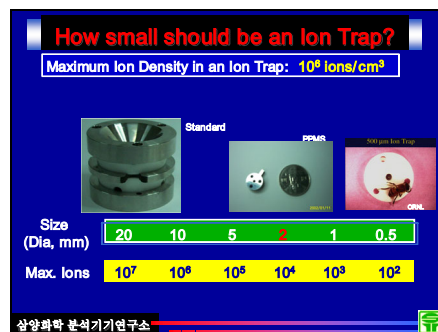 How small should be an Ion Trap?
Maximum Ion Density in an Ion Trap: 10⁶ ions/cm³
Standard
PPMS
500 μm Ion Trap
ORNL
Size
(Dia, mm)
20 10 5 2 1 0.5
Max. Ions 10⁷ 10⁶ 10⁵ 10⁴ 10³ 10²
삼양화학 분석기기연구소